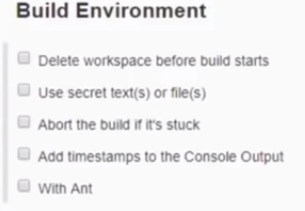 Build Environment
Delete workspace before build starts
Use secret text(s) or file(s)
Abort the build if it's stuck
Add timestamps to the Console Output
With Ant